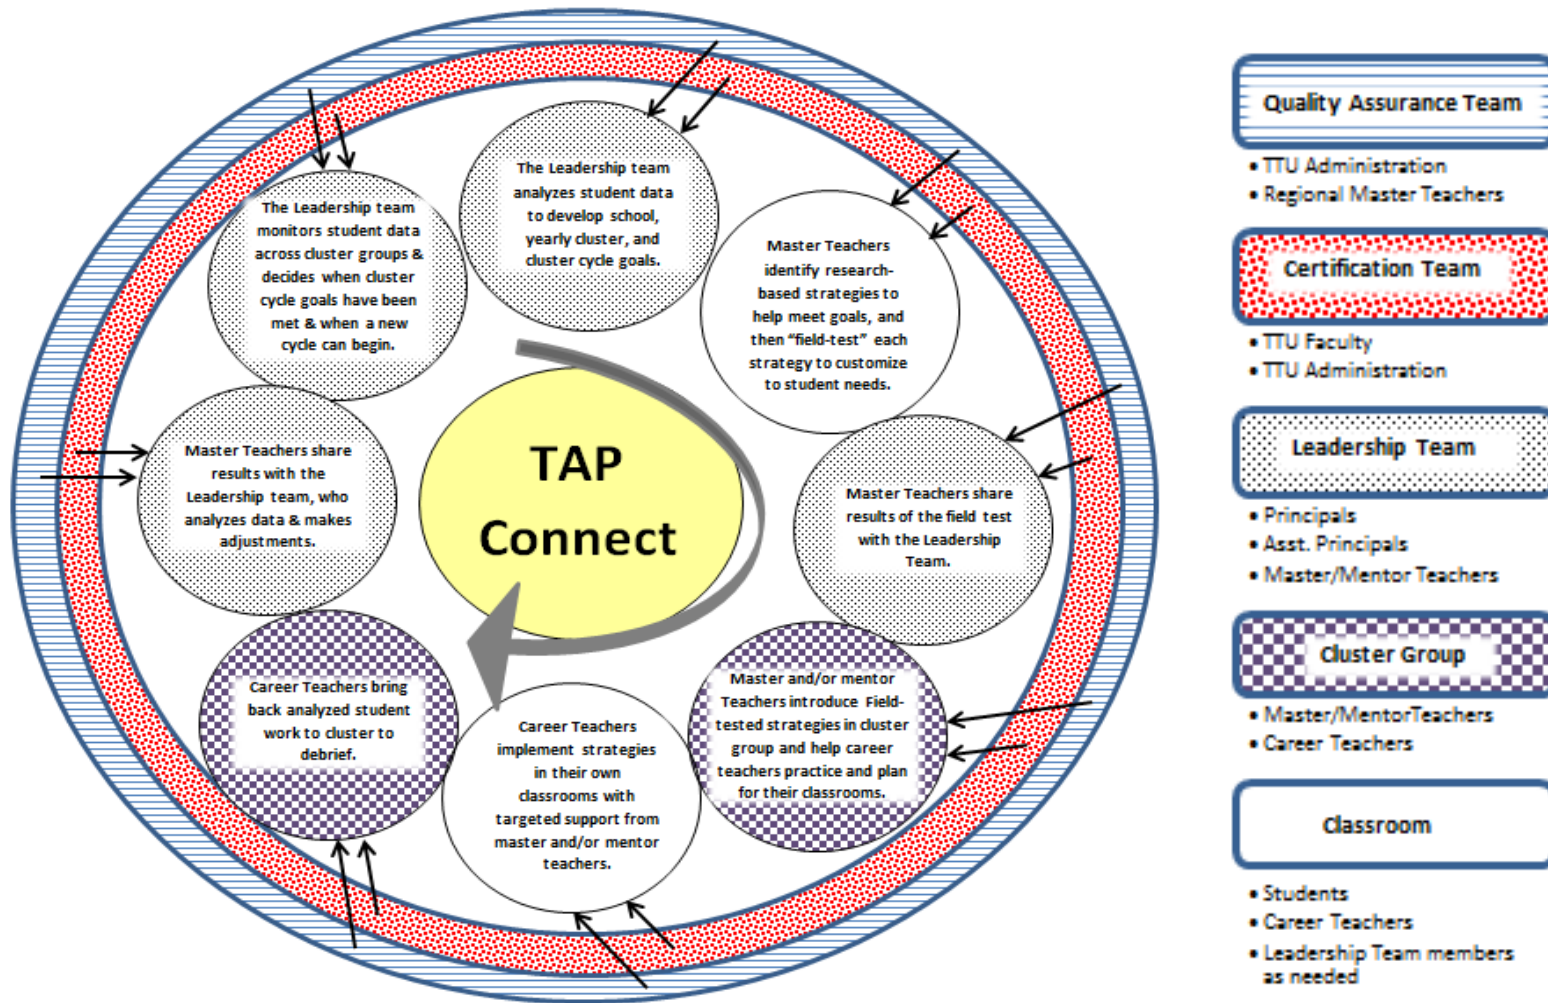 The Leadership team
analyzes student data
to develop school,
yearly cluster, and
cluster cycle goals.
Master Teachers
identify research-
based strategies to
help meet goals, and
then “field-test” each
strategy to customize
to student needs.
Master Teachers share
results of the field test
with the Leadership
Team.
Master and/or mentor
Teachers introduce Field-
tested strategies in cluster
group and help career
teachers practice and plan
for their classrooms.
Career Teachers
implement strategies
in their own
classrooms with
targeted support from
master and/or mentor
teachers.
Career Teachers bring
back analyzed student
work to cluster to
debrief.
Master Teachers share
results with the
Leadership team, who
analyzes data & makes
adjustments.
The Leadership team
monitors student data
across cluster groups &
decides when cluster
cycle goals have been
met & when a new
cycle can begin.
TAP
Connect
Quality Assurance Team
• TTU Administration
• Regional Master Teachers
Certification Team
• TTU Faculty
• TTU Administration
Leadership Team
• Principals
• Asst. Principals
• Master/Mentor Teachers
Cluster Group
• Master/MentorTeachers
• Career Teachers
Classroom
• Students
• Career Teachers
• Leadership Team members
as needed